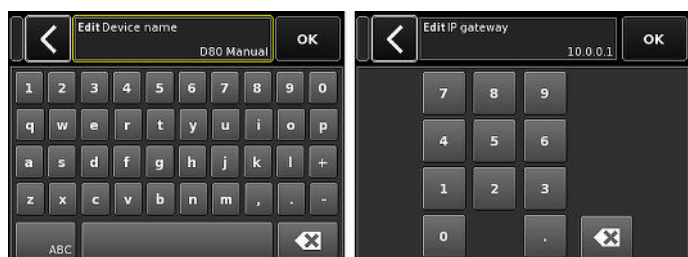 Edit Device name
D80 Manual
OK
1 2 3 4 5 6 7 8 9 0
q w e r t y u i o p
a s d f g h j k l +
z x c v b n m , . -
ABC
Edit IP gateway
10.0.0.1
OK
7 8 9
4 5 6
1 2 3
0 .